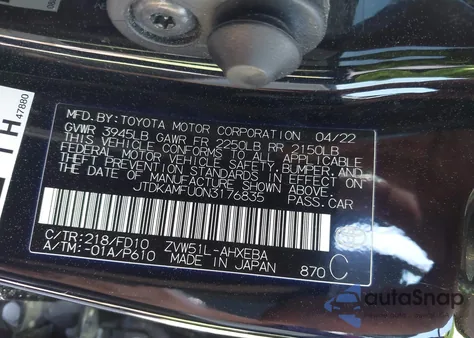 47880
TH
MFD.BY:TOYOTA MOTOR CORPORATION 04/22
GVWR 3945LB GAWR FR 2250LB RR 2150LB
THIS VEHICLE CONFORMS TO ALL APPLICABLE
FEDERAL MOTOR VEHICLE SAFETY,BUMPER,AND
THEFT PREVENTION STANDARDS IN EFFECT ON
THE DATE OF MANUFACTURE SHOWN ABOVE.
JTDKAMFU0N3176835 PASS.CAR
C/TR:218/FD10 ZVW51L-AHXEBA
A/TM:-01A/P610 MADE IN JAPAN 870 C
autoSnap